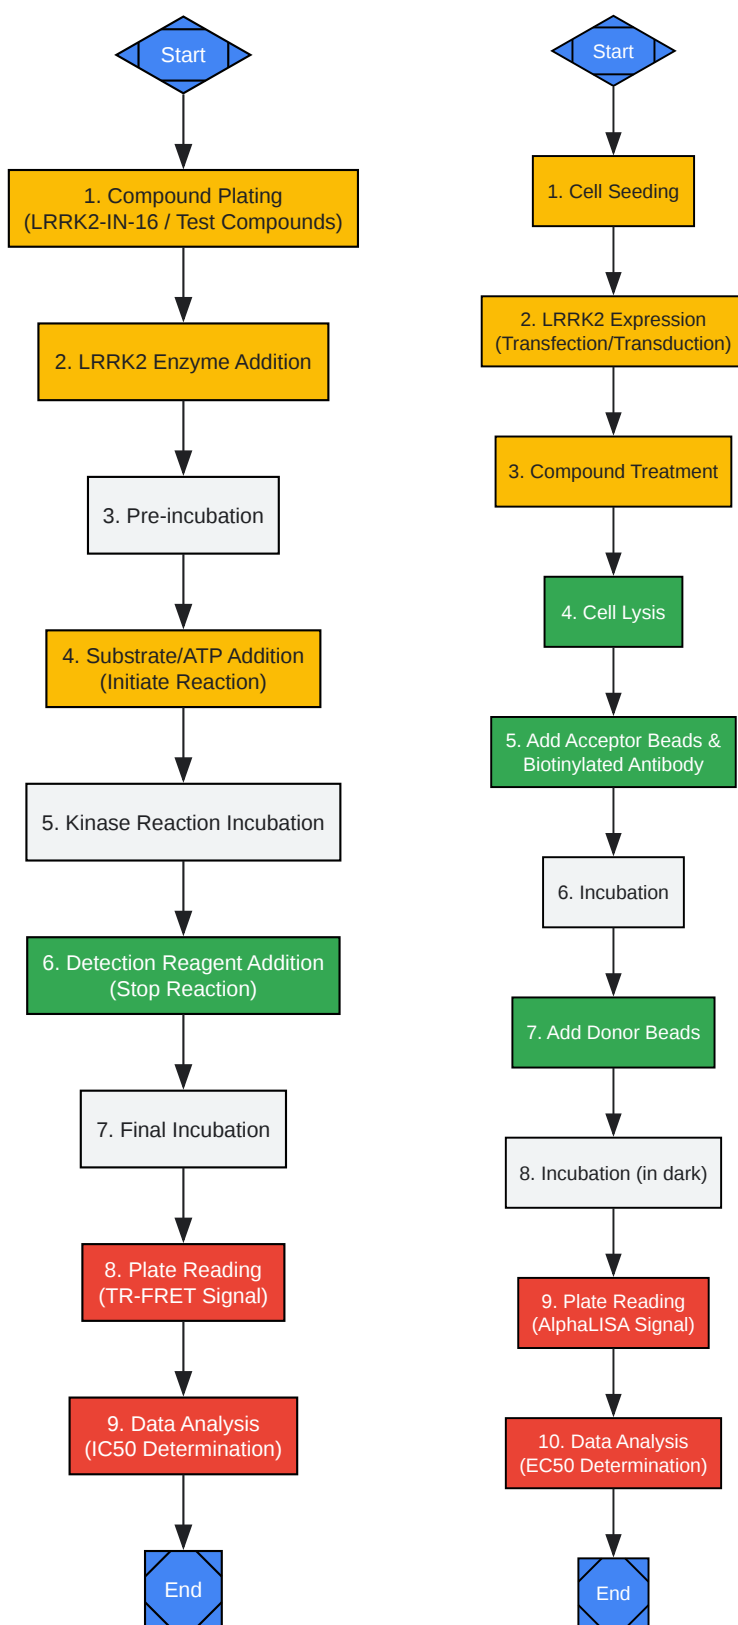 Start
1. Compound Plating
(LRRK2-IN-16 / Test Compounds)
2. LRRK2 Enzyme Addition
3. Pre-incubation
4. Substrate/ATP Addition
(Initiate Reaction)
5. Kinase Reaction Incubation
6. Detection Reagent Addition
(Stop Reaction)
7. Final Incubation
8. Plate Reading
(TR-FRET Signal)
9. Data Analysis
(IC50 Determination)
End
Start
1. Cell Seeding
2. LRRK2 Expression
(Transfection/Transduction)
3. Compound Treatment
4. Cell Lysis
5. Add Acceptor Beads &
Biotinylated Antibody
6. Incubation
7. Add Donor Beads
8. Incubation (in dark)
9. Plate Reading
(AlphaLISA Signal)
10. Data Analysis
(EC50 Determination)
End